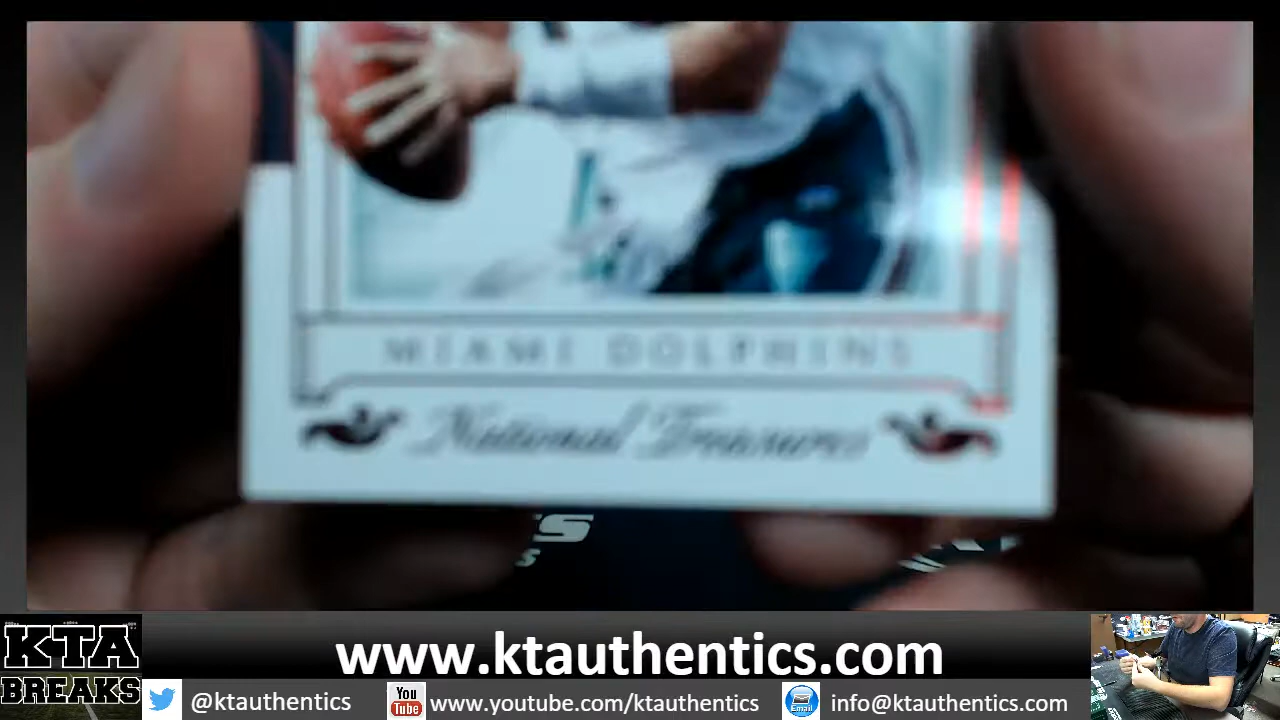 MIAMI DOLPHINS
National Treasures
KTA
BREAKS
www.ktauthentics.com
@ktauthentics
You
Tube
www.youtube.com/ktauthentics
Email
info@ktauthentics.com